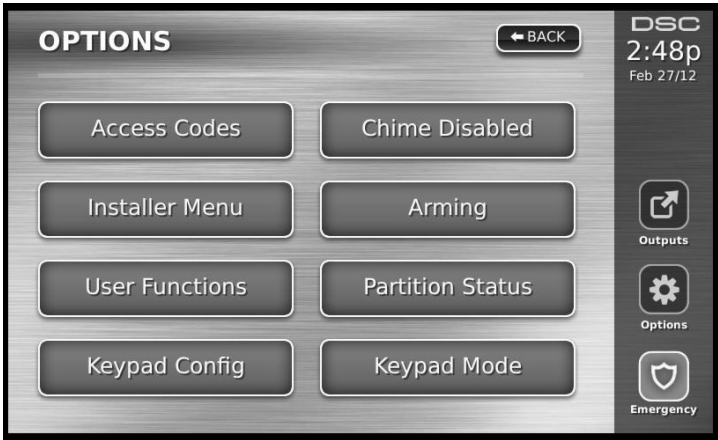 OPTIONS
BACK
DSC
2:48p
Feb 27/12
Access Codes
Chime Disabled
Installer Menu
Arming
User Functions
Partition Status
Keypad Config
Keypad Mode
Outputs
Options
Emergency